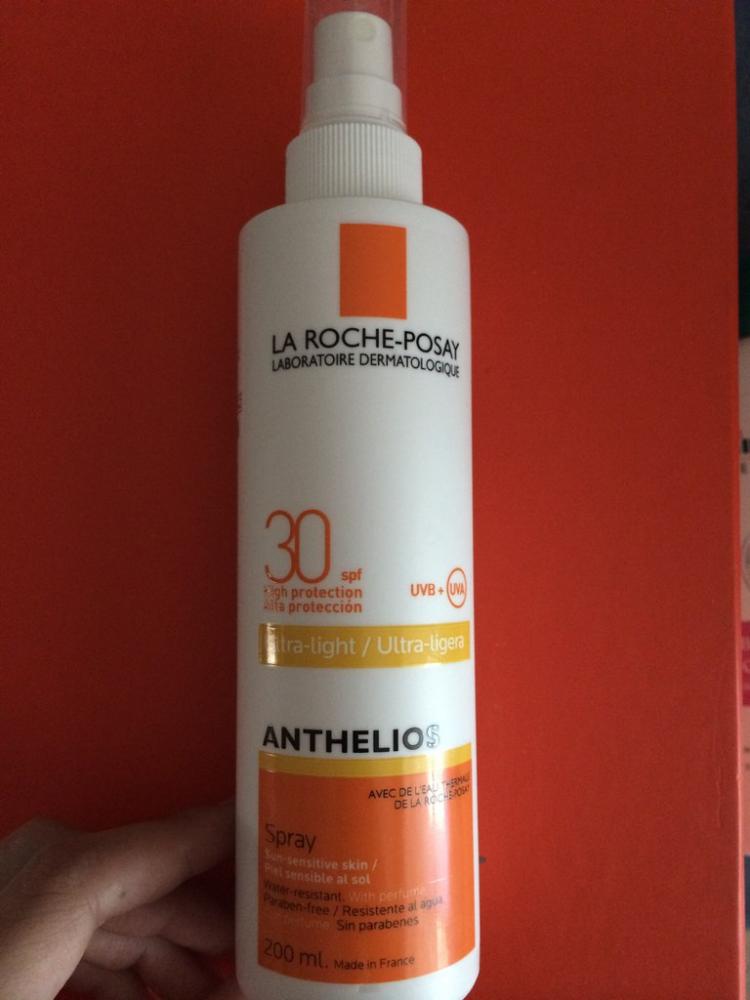 LA ROCHE-POSAY
LABORATOIRE DERMATOLOGIQUE
30 spf
High protection
Alta protección
UVB + UVA
Ultra-light / Ultra-ligera
ANTHELIOS
AVEC DE L'EAU THERMALE
DE LA ROCHE-POSAY
Spray
Sun-sensitive skin /
Piel sensible al sol
Water-resistant. With perfume.
Paraben-free / Resistente al agua.
perfume. Sin parabenes
200 ml. Made in France